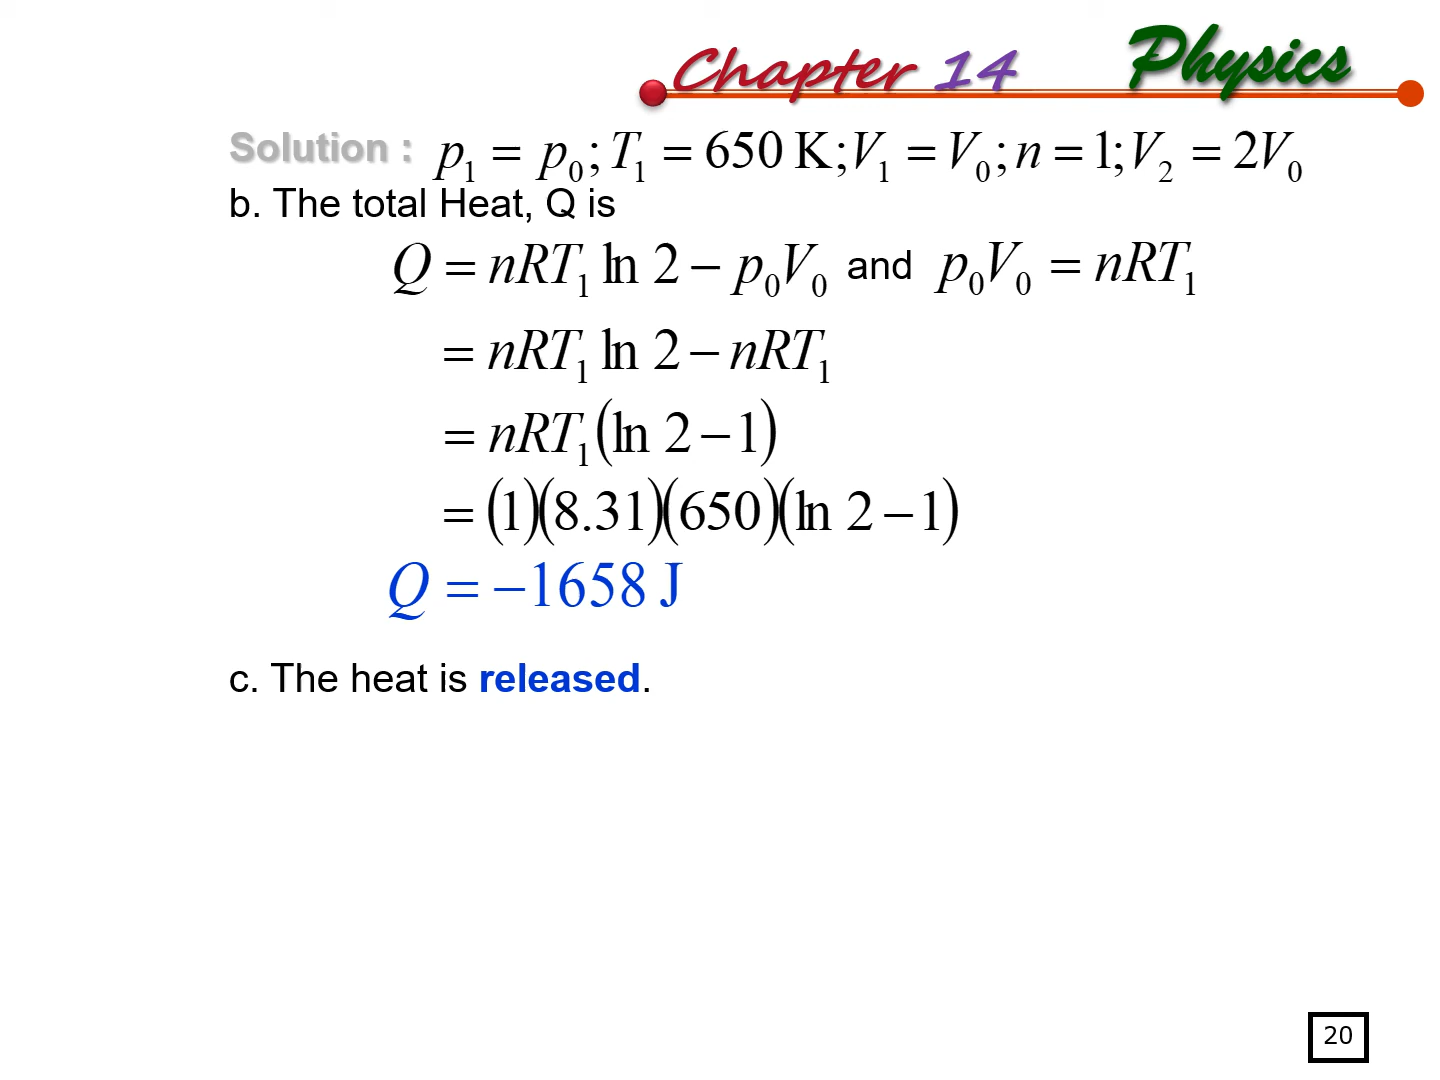 Chapter 14 Physics
Solution : p₁ = p₀; T₁ = 650 K; V₁ = V₀; n = 1; V₂ = 2V₀
b. The total Heat, Q is
Q = nRT₁ ln 2 − p₀V₀ and p₀V₀ = nRT₁
= nRT₁ ln 2 − nRT₁
= nRT₁(ln 2 − 1)
= (1)(8.31)(650)(ln 2 − 1)
Q = −1658 J
c. The heat is released.
20